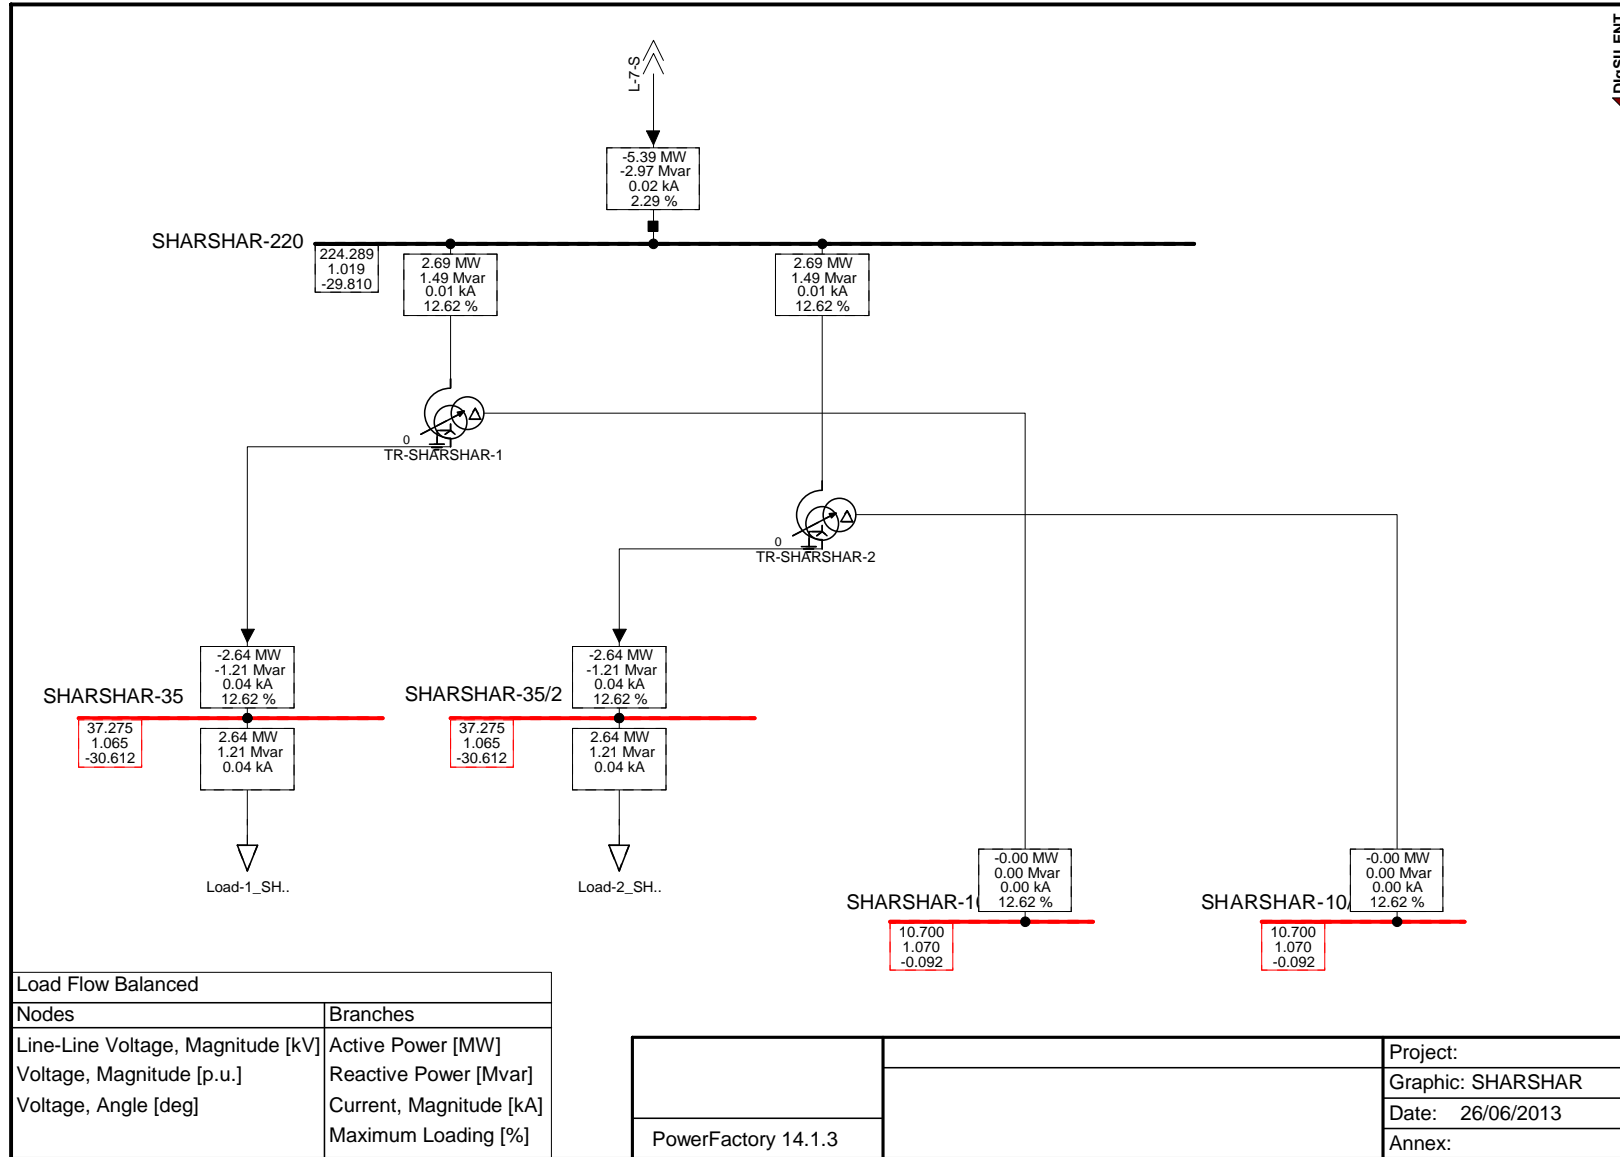 DIgSILENT
L-7-S
-5.39 MW
-2.97 Mvar
0.02 kA
2.29 %
SHARSHAR-220
224.289
1.019
-29.810
2.69 MW
1.49 Mvar
0.01 kA
12.62 %
2.69 MW
1.49 Mvar
0.01 kA
12.62 %
0
TR-SHARSHAR-1
0
TR-SHARSHAR-2
-2.64 MW
-1.21 Mvar
0.04 kA
12.62 %
SHARSHAR-35
37.275
1.065
-30.612
2.64 MW
1.21 Mvar
0.04 kA
Load-1_SH..
-2.64 MW
-1.21 Mvar
0.04 kA
12.62 %
SHARSHAR-35/2
37.275
1.065
-30.612
2.64 MW
1.21 Mvar
0.04 kA
Load-2_SH..
-0.00 MW
0.00 Mvar
0.00 kA
12.62 %
SHARSHAR-10
10.700
1.070
-0.092
-0.00 MW
0.00 Mvar
0.00 kA
12.62 %
SHARSHAR-10/
10.700
1.070
-0.092
Load Flow Balanced
Nodes
Line-Line Voltage, Magnitude [kV]
Voltage, Magnitude [p.u.]
Voltage, Angle [deg]
Branches
Active Power [MW]
Reactive Power [Mvar]
Current, Magnitude [kA]
Maximum Loading [%]
PowerFactory 14.1.3
Project:
Graphic: SHARSHAR
Date: 26/06/2013
Annex: